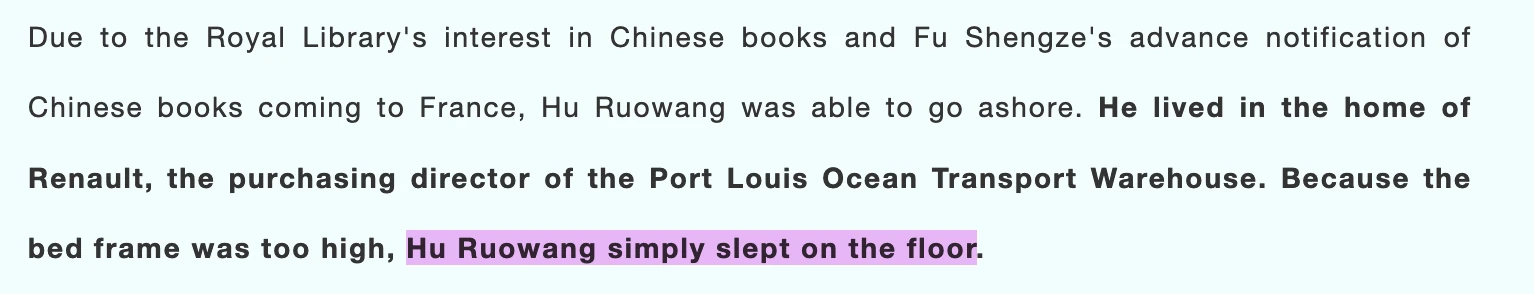 Due to the Royal Library's interest in Chinese books and Fu Shengze's advance notification of
Chinese books coming to France, Hu Ruowang was able to go ashore. He lived in the home of
Renault, the purchasing director of the Port Louis Ocean Transport Warehouse. Because the
bed frame was too high, Hu Ruowang simply slept on the floor.